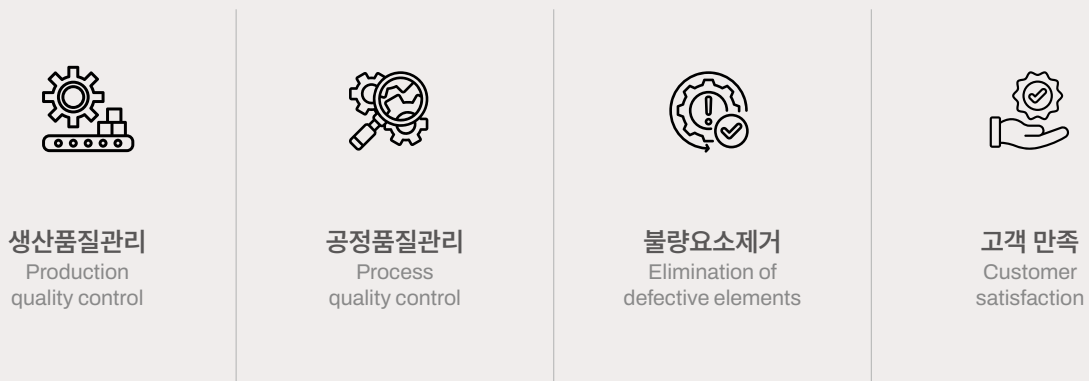 생산품질관리
Production
quality control
공정품질관리
Process
quality control
불량요소제거
Elimination of
defective elements
고객 만족
Customer
satisfaction